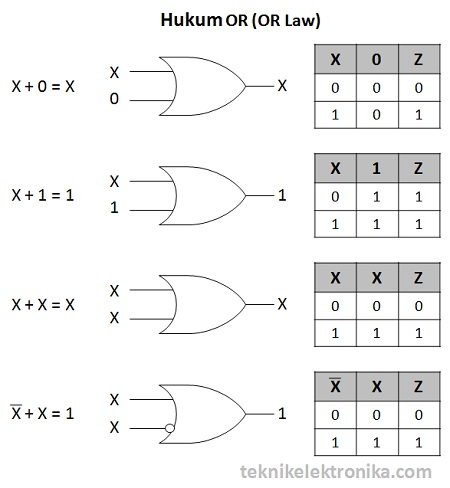 Hukum OR (OR Law)
X + 0 = X
X
0
X
X 0 Z
0 0 0
1 0 1
X + 1 = 1
X
1
1
X 1 Z
0 1 1
1 1 1
X + X = X
X
X
X
X X Z
0 0 0
1 1 1
X̅ + X = 1
X
X
1
X̅ X Z
0 0 0
1 1 1
teknikelektronika.com